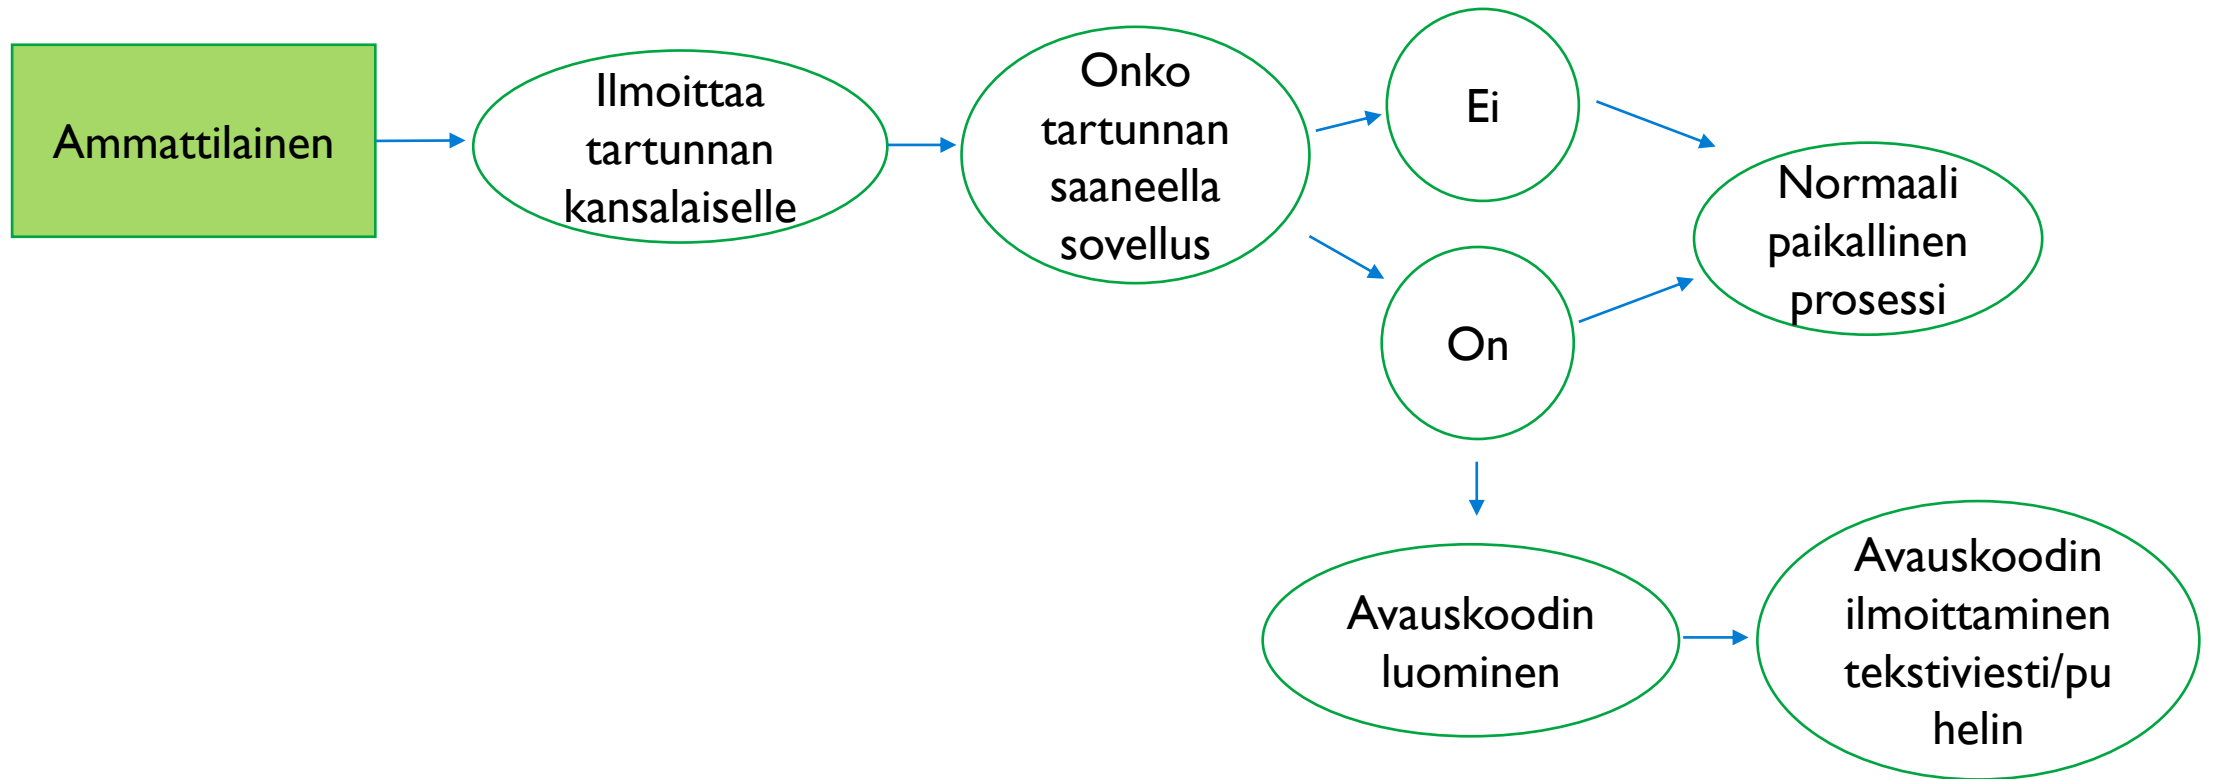 Ammattilainen
Ilmoittaa
tartunnan
kansalaiselle
Onko
tartunnan
saaneella
sovellus
Ei
On
Normaali
paikallinen
prosessi
Avauskoodin
luominen
Avauskoodin
ilmoittaminen
tekstiviesti/pu
helin